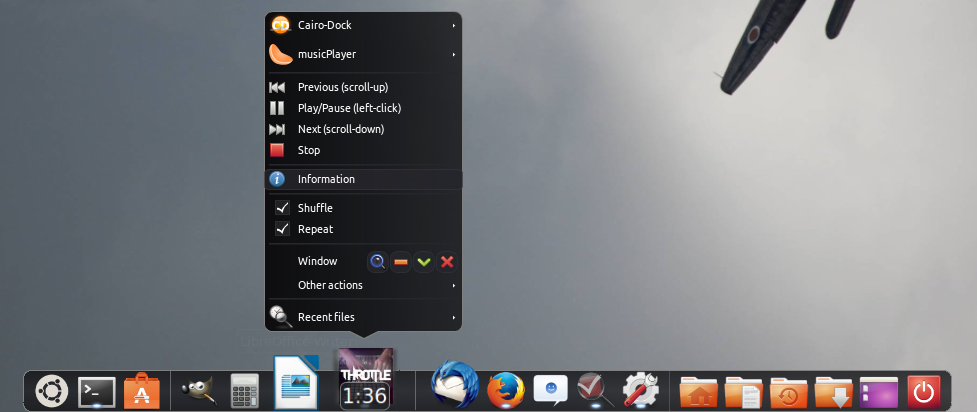 Cairo-Dock
musicPlayer
Previous (scroll-up)
Play/Pause (left-click)
Next (scroll-down)
Stop
Information
Shuffle
Repeat
Window
Other actions
Recent files
THROTTLE
1:36